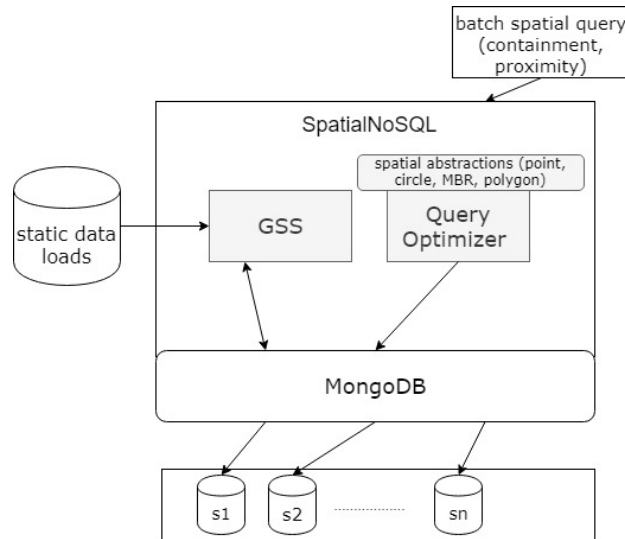 batch spatial query
(containment,
proximity)
SpatialNoSQL
spatial abstractions (point,
circle, MBR, polygon)
static data
loads
GSS
Query
Optimizer
MongoDB
s1
s2
sn